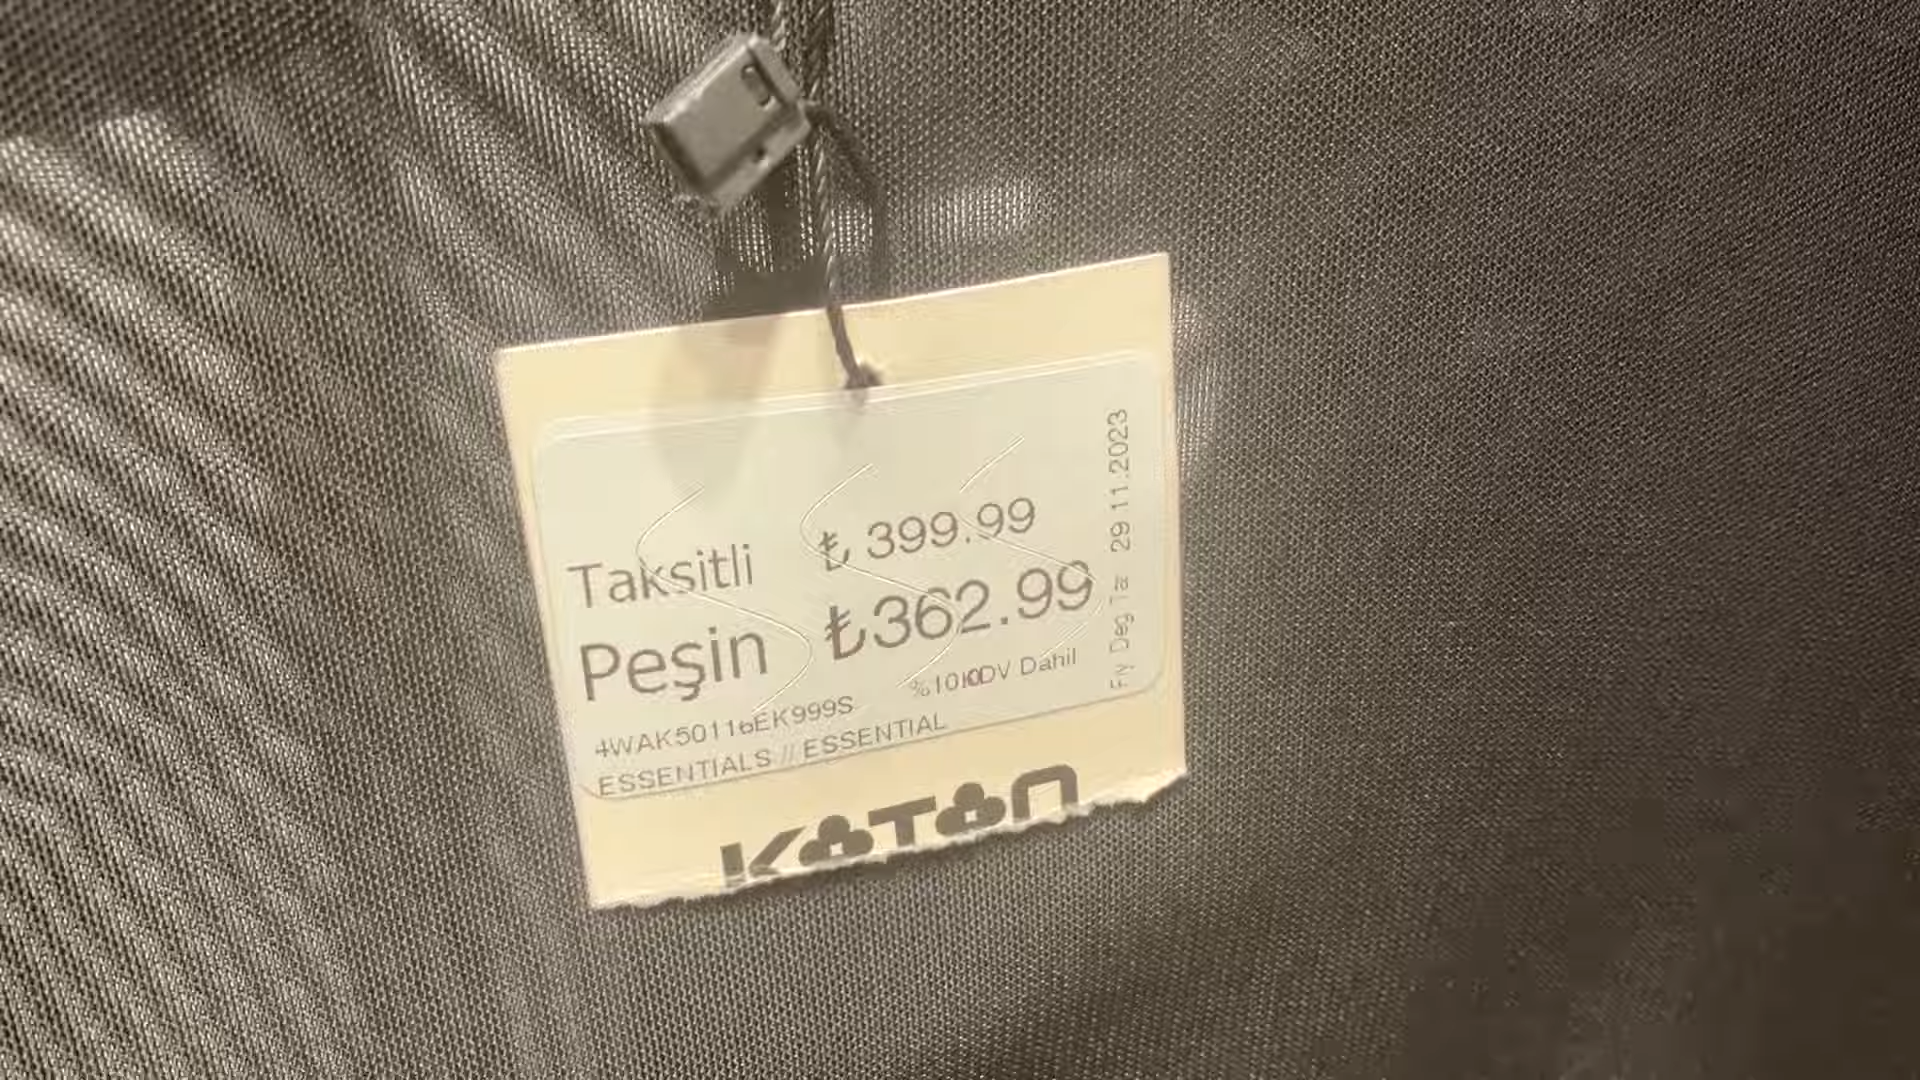 Taksitli ₺ 399.99
Peşin ₺362.99
%10 KDV Dahil
4WAK50116EK999S
ESSENTIALS // ESSENTIAL
Fiy Değ Ta 29 11.2023
KOTON